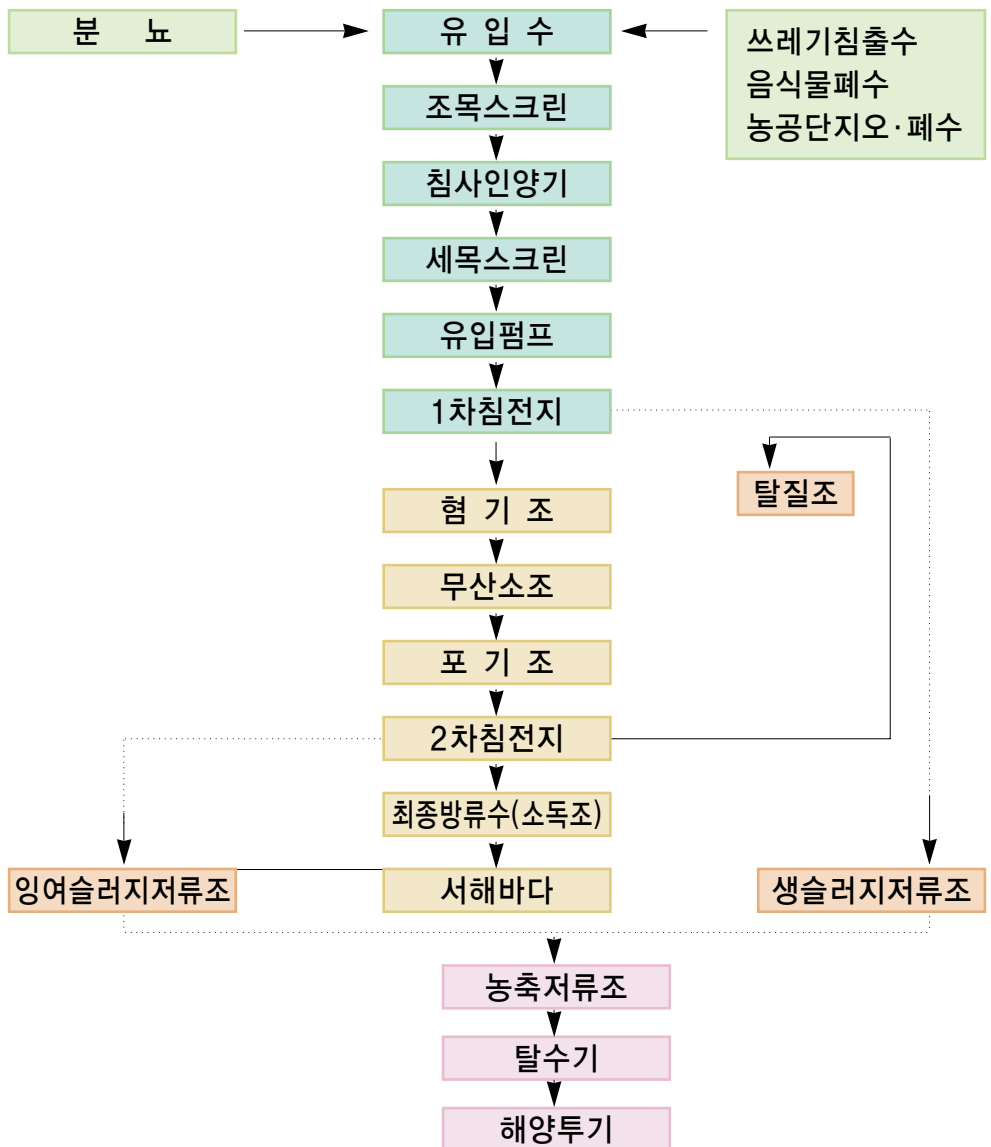 분 뇨
유 입 수
쓰레기침출수
음식물폐수
농공단지오·폐수
조목스크린
침사인양기
세목스크린
유입펌프
1차침전지
탈질조
혐 기 조
무산소조
포 기 조
2차침전지
최종방류수(소독조)
잉여슬러지저류조
서해바다
생슬러지저류조
농축저류조
탈수기
해양투기